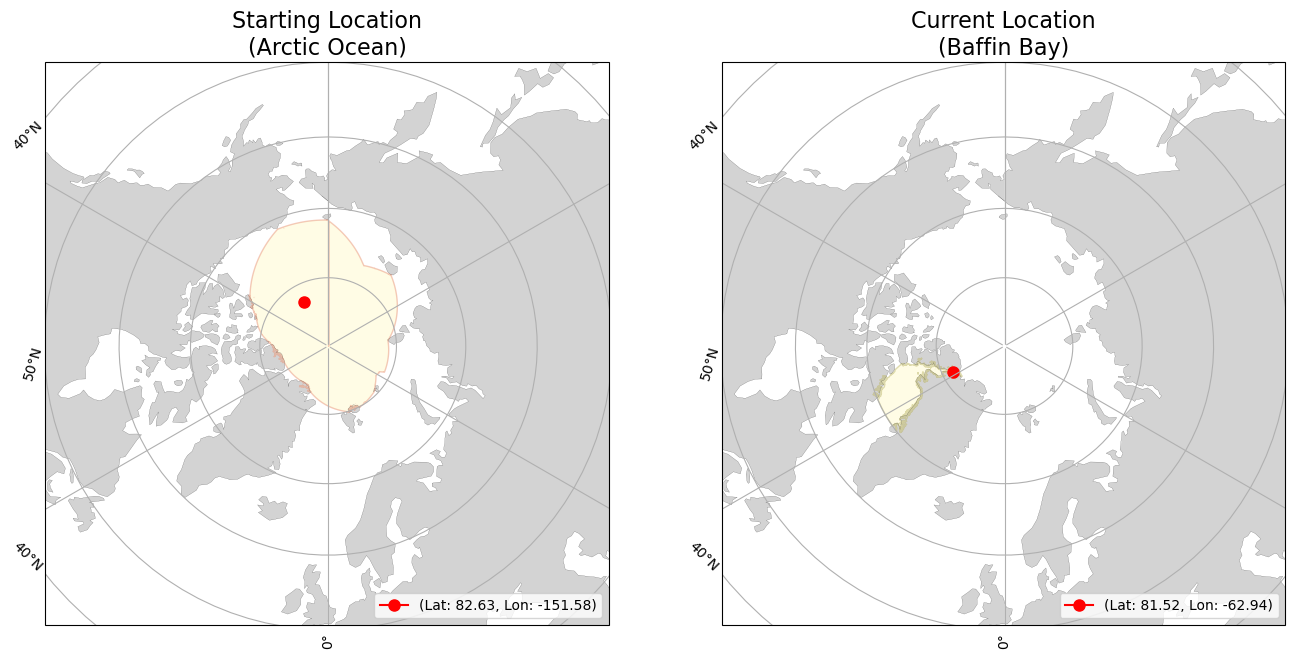 Starting Location
(Arctic Ocean)
40°N
50°N
40°N
0°
(Lat: 82.63, Lon: -151.58)
Current Location
(Baffin Bay)
40°N
50°N
40°N
0°
(Lat: 81.52, Lon: -62.94)